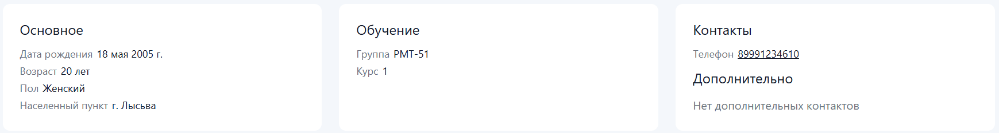 Основное
Дата рождения 18 мая 2005 г.
Возраст 20 лет
Пол Женский
Населенный пункт г. Лысьва
Обучение
Группа РМТ-51
Курс 1
Контакты
Телефон 89991234610
Дополнительно
Нет дополнительных контактов